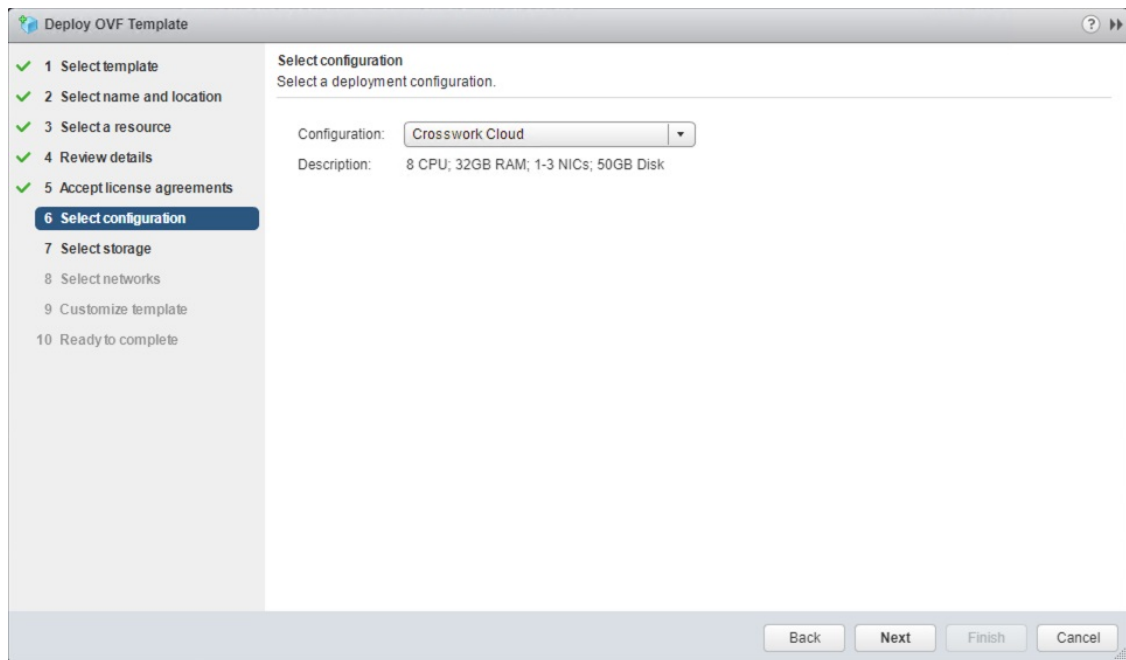 Deploy OVF Template
1 Select template
2 Select name and location
3 Select a resource
4 Review details
5 Accept license agreements
6 Select configuration
7 Select storage
8 Select networks
9 Customize template
10 Ready to complete
Select configuration
Select a deployment configuration.
Configuration: Crosswork Cloud
Description: 8 CPU; 32GB RAM; 1-3 NICs; 50GB Disk
Back Next Finish Cancel